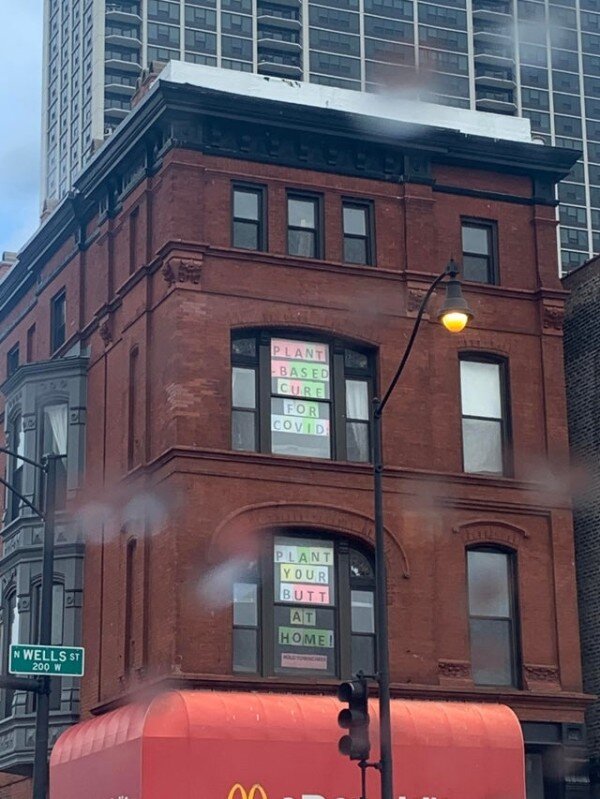 PLANT
-BASED
CURE
FOR
COVID:
PLANT
YOUR
BUTT
AT
HOME!
N WELLS ST
200 W